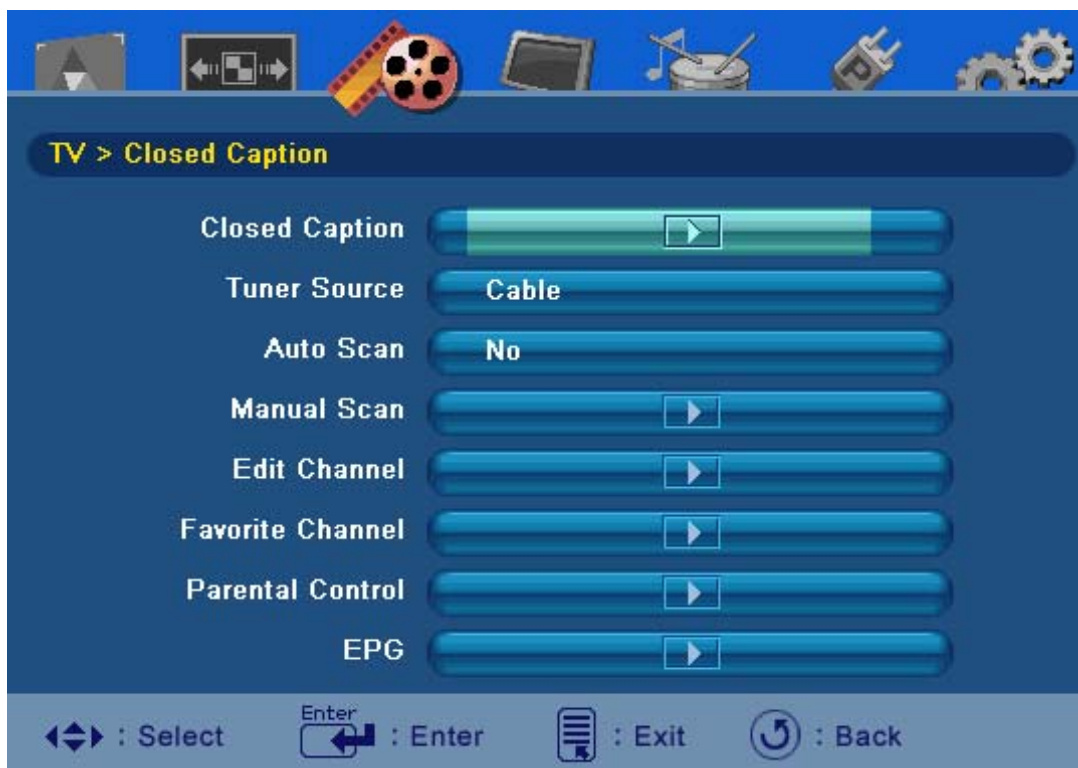 TV > Closed Caption
Closed Caption
Tuner Source Cable
Auto Scan No
Manual Scan
Edit Channel
Favorite Channel
Parental Control
EPG
: Select Enter : Enter : Exit : Back